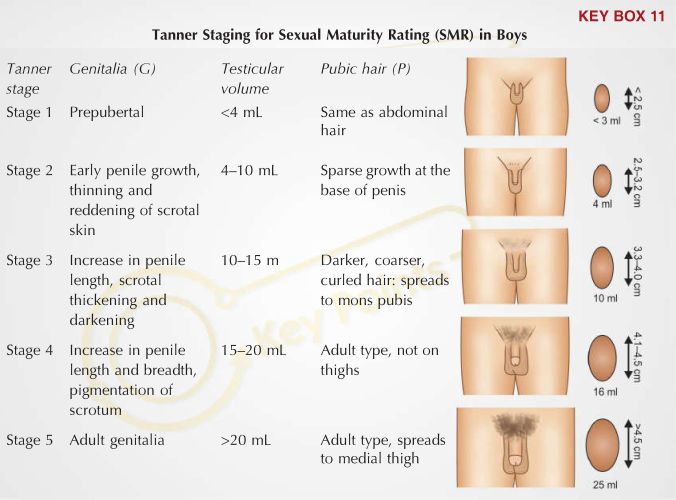 KEY BOX 11
Tanner Staging for Sexual Maturity Rating (SMR) in Boys
Tanner stage Genitalia (G) Testicular volume Pubic hair (P)
Stage 1 Prepubertal <4 mL Same as abdominal hair
< 3 ml
< 2.5 cm
Stage 2 Early penile growth, thinning and reddening of scrotal skin 4–10 mL Sparse growth at the base of penis
4 ml
2.5–3.2 cm
Stage 3 Increase in penile length, scrotal thickening and darkening 10–15 m Darker, coarser, curled hair: spreads to mons pubis
10 ml
3.3–4.0 cm
Stage 4 Increase in penile length and breadth, pigmentation of scrotum 15–20 mL Adult type, not on thighs
16 ml
4.1–4.5 cm
Stage 5 Adult genitalia >20 mL Adult type, spreads to medial thigh
25 ml
>4.5 cm
Key Points